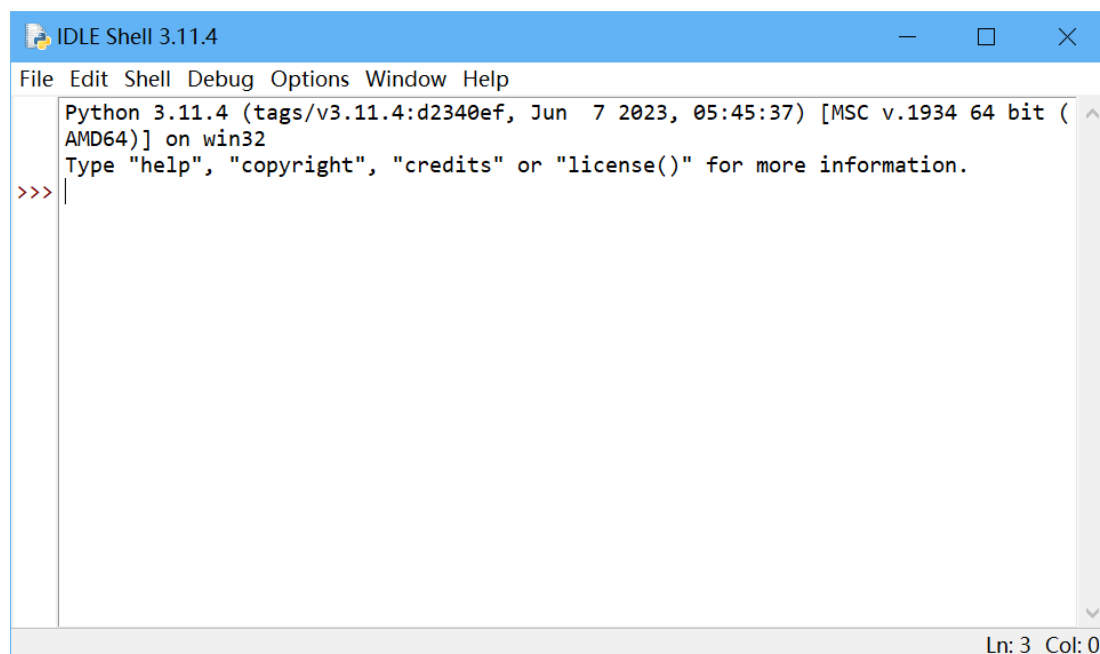 IDLE Shell 3.11.4
File Edit Shell Debug Options Window Help
Python 3.11.4 (tags/v3.11.4:d2340ef, Jun  7 2023, 05:45:37) [MSC v.1934 64 bit (
AMD64)] on win32
Type "help", "copyright", "credits" or "license()" for more information.
>>>
Ln: 3 Col: 0